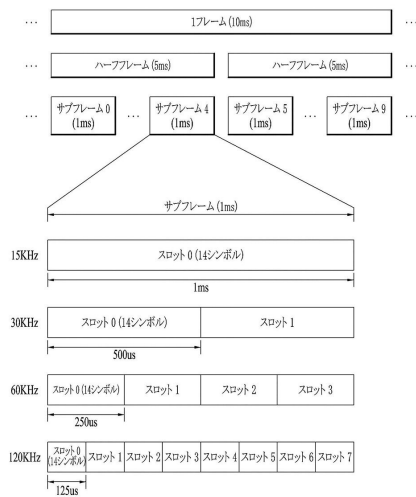 … 1フレーム(10ms) …
… ハーフフレーム(5ms) ハーフフレーム(5ms) …
… サブフレーム 0 (1ms) … サブフレーム 4 (1ms) サブフレーム 5 (1ms) … サブフレーム 9 (1ms) …
サブフレーム(1ms)
15KHz スロット 0 (14シンボル)
1ms
30KHz スロット 0 (14シンボル) スロット 1
500us
60KHz スロット 0 (14シンボル) スロット 1 スロット 2 スロット 3
250us
120KHz スロット 0 (14シンボル) スロット 1 スロット 2 スロット 3 スロット 4 スロット 5 スロット 6 スロット 7
125us